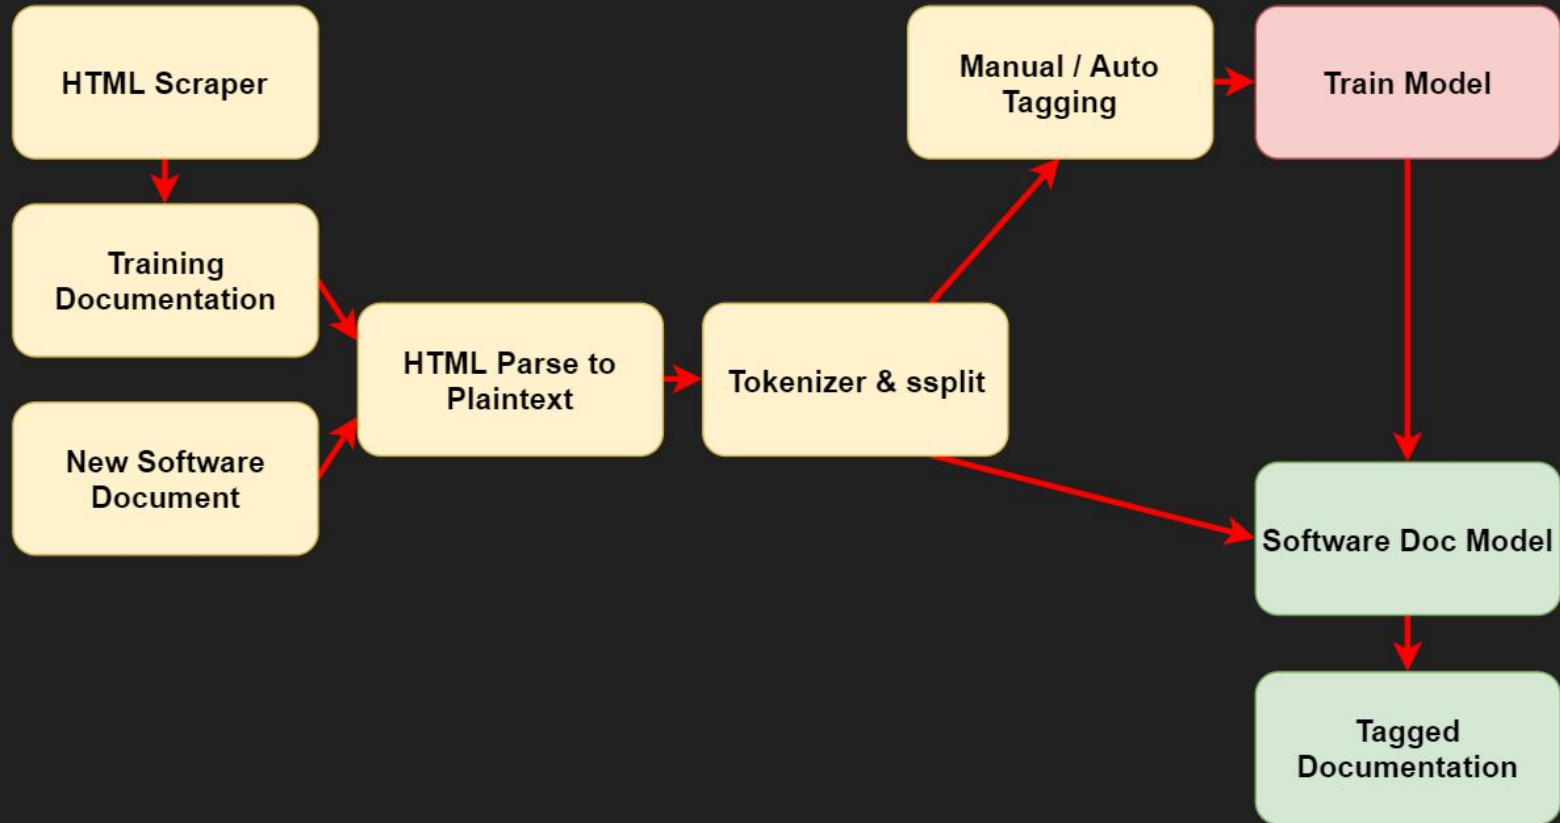 HTML Scraper
Manual / Auto
Tagging
Train Model
Training
Documentation
HTML Parse to
Plaintext
Tokenizer & ssplit
New Software
Document
Software Doc Model
Tagged
Documentation